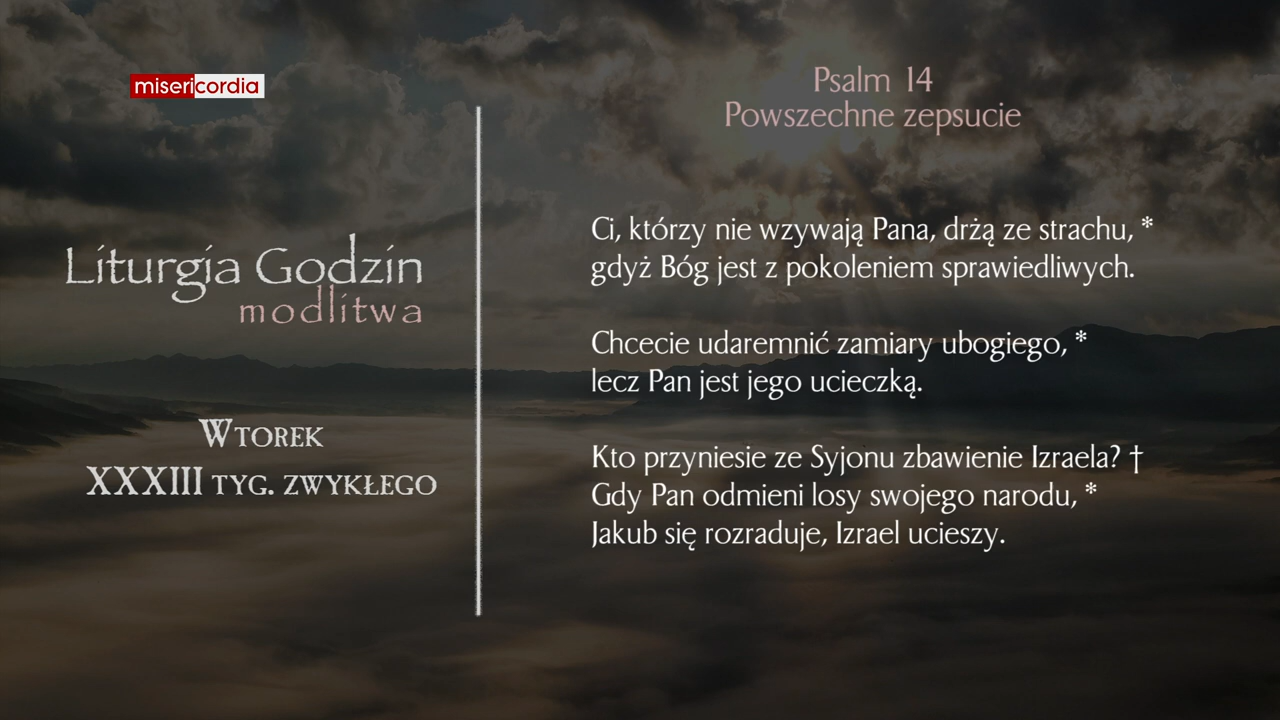 misericordia
Liturgia Godzin
modlitwa
Wtorek
XXXIII tyg. zwykłego
Psalm 14
Powszechne zepsucie
Ci, którzy nie wzywają Pana, drżą ze strachu, *
gdyż Bóg jest z pokoleniem sprawiedliwych.
Chcecie udaremnić zamiary ubogiego, *
lecz Pan jest jego ucieczką.
Kto przyniesie ze Syjonu zbawienie Izraela? †
Gdy Pan odmieni losy swojego narodu, *
Jakub się rozraduje, Izrael ucieszy.